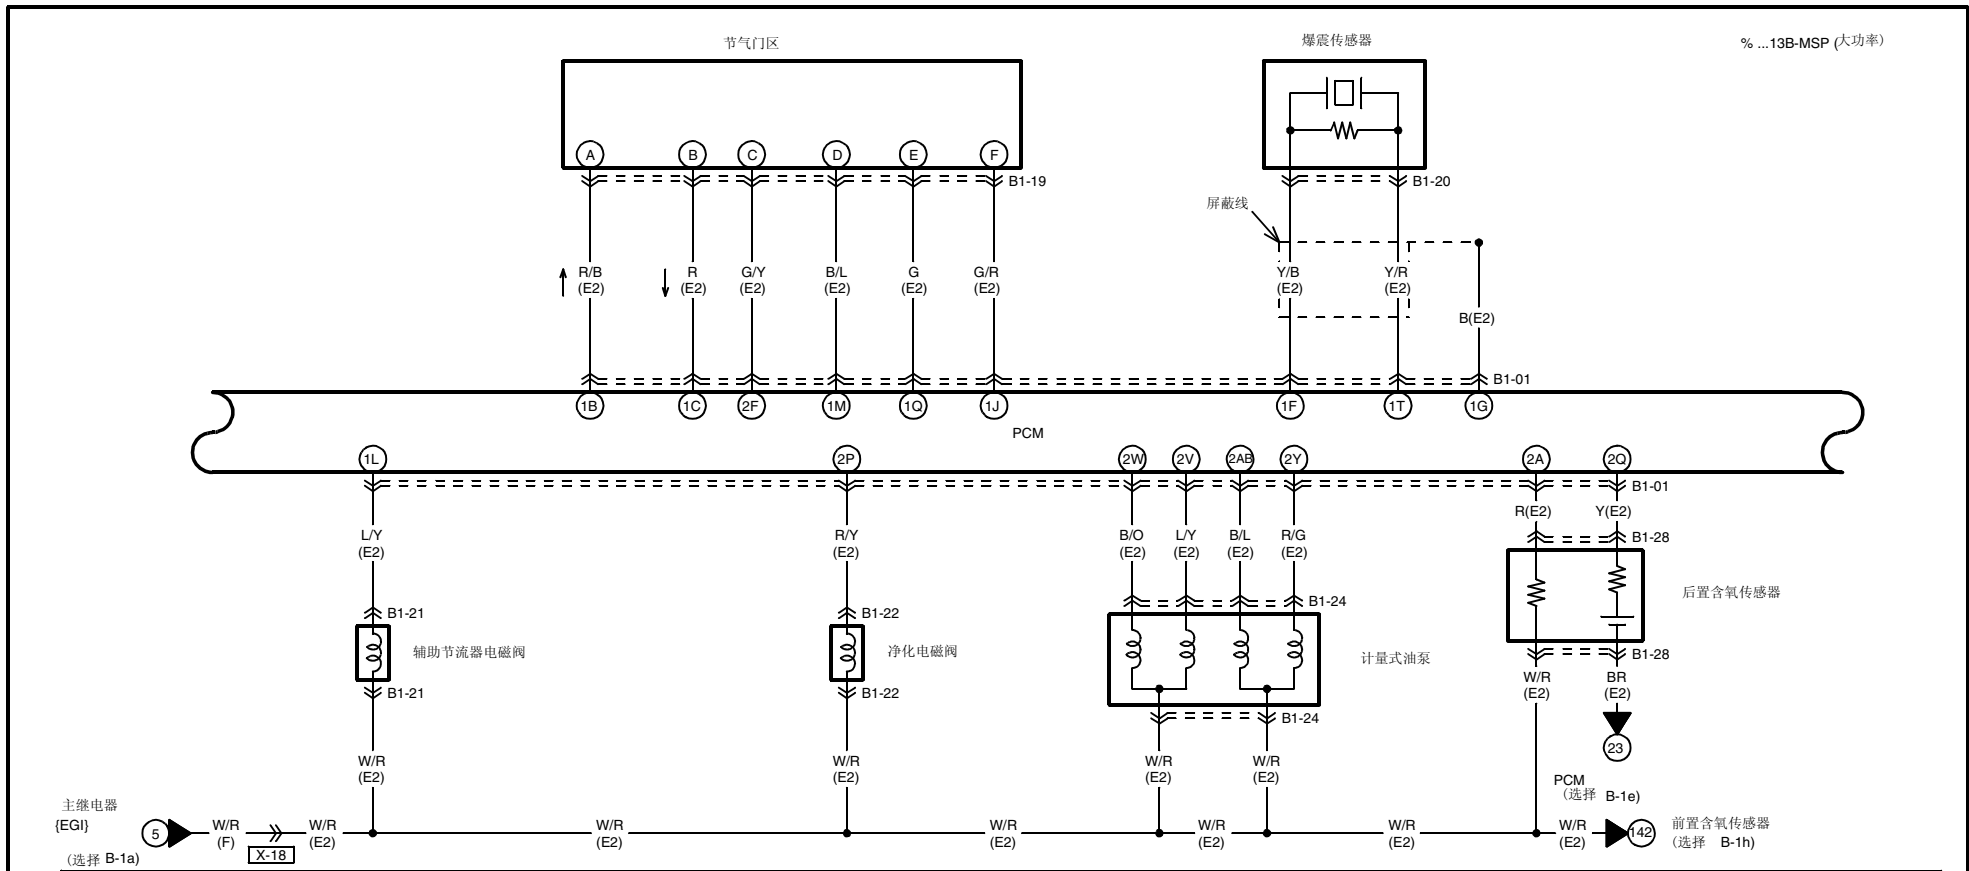 节气门区
爆震传感器
% ...13B-MSP (大功率)
A B C D E F
B1-19
B1-20
屏蔽线
R/B R G/Y B/L G G/R Y/B Y/R
(E2) (E2) (E2) (E2) (E2) (E2) (E2) (E2)
B(E2)
B1-01
1B 1C 2F 1M 1Q 1J 1F 1T 1G
PCM
1L 2P 2W 2V 2AB 2Y 2A 2Q
B1-01
R(E2) Y(E2)
L/Y R/Y B/O L/Y B/L R/G
(E2) (E2) (E2) (E2) (E2) (E2)
B1-28
后置含氧传感器
B1-21 B1-22 B1-24
辅助节流器电磁阀
净化电磁阀
计量式油泵
B1-28
W/R BR
(E2) (E2)
B1-21 B1-22
B1-24
23
W/R W/R W/R W/R
(E2) (E2) (E2) (E2)
PCM
(选择 B-1e)
主继电器
{EGI}
(选择 B-1a)
5
W/R W/R W/R W/R W/R W/R W/R
(F) (E2) (E2) (E2) (E2) (E2) (E2)
X-18
142
前置含氧传感器
(选择 B-1h)